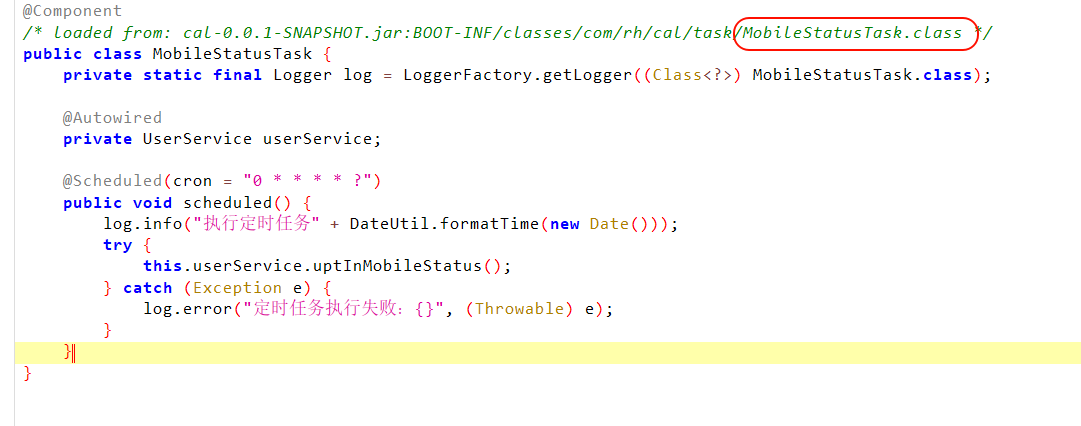 @Component
/* loaded from: cal-0.0.1-SNAPSHOT.jar:BOOT-INF/classes/com/rh/cal/task/MobileStatusTask.class */
public class MobileStatusTask {
    private static final Logger log = LoggerFactory.getLogger((Class<?>) MobileStatusTask.class);
    @Autowired
    private UserService userService;
    @Scheduled(cron = "0 * * * * ?")
    public void scheduled() {
        log.info("执行定时任务" + DateUtil.formatTime(new Date()));
        try {
            this.userService.uptInMobileStatus();
        } catch (Exception e) {
            log.error("定时任务执行失败：{}", (Throwable) e);
        }
    }
}